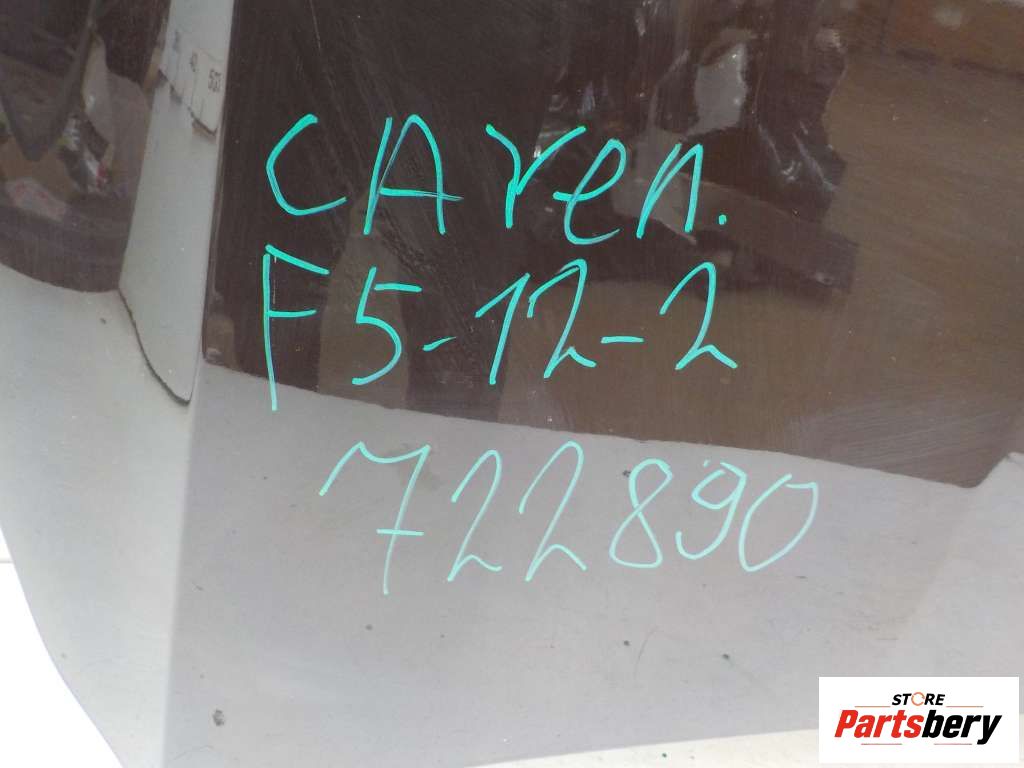 CAyen.
F5-12-2
722890
STORE
Partsbery